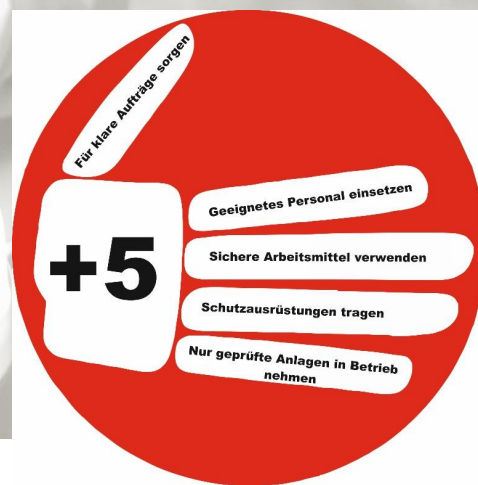 Für klare Aufträge sorgen
Geeignetes Personal einsetzen
+5
Sichere Arbeitsmittel verwenden
Schutzausrüstungen tragen
Nur geprüfte Anlagen in Betrieb
nehmen